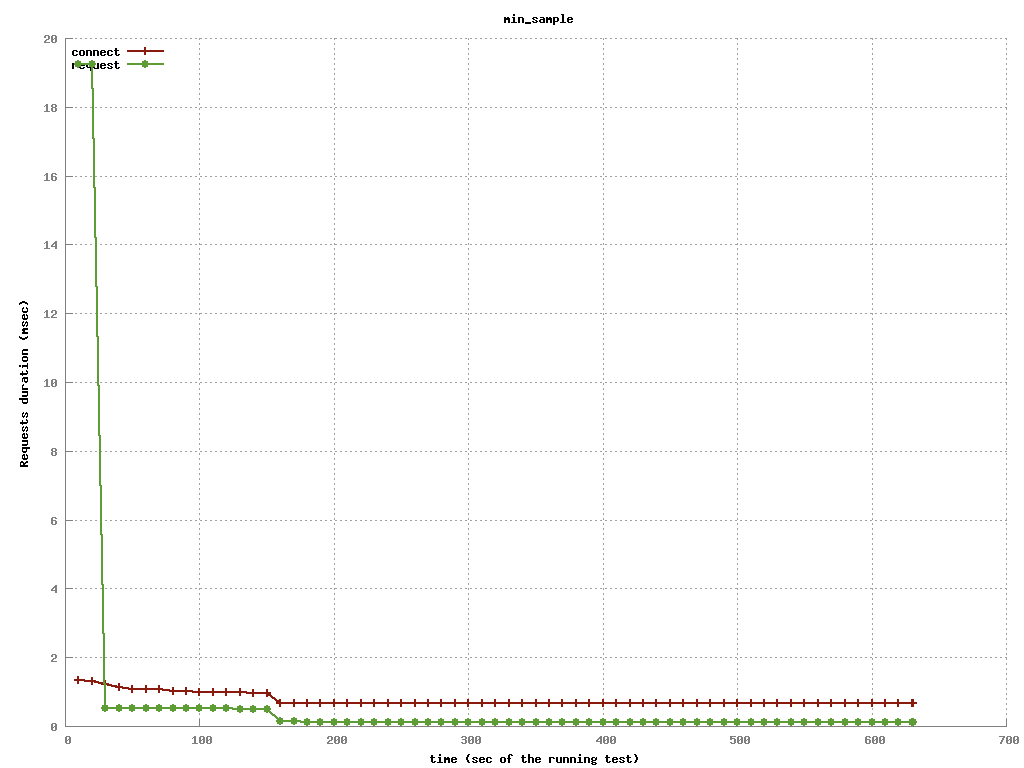 min_sample
connect
request
20
18
16
14
12
10
8
6
4
2
0
Requests duration (msec)
0 100 200 300 400 500 600 700
time (sec of the running test)